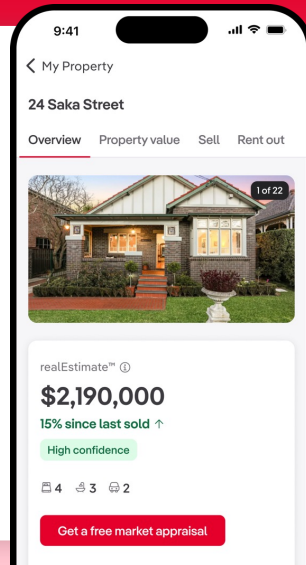 9:41
My Property
24 Saka Street
Overview Property value Sell Rent out
1 of 22
realEstimate™
$2,190,000
15% since last sold ↑
High confidence
4 3 2
Get a free market appraisal